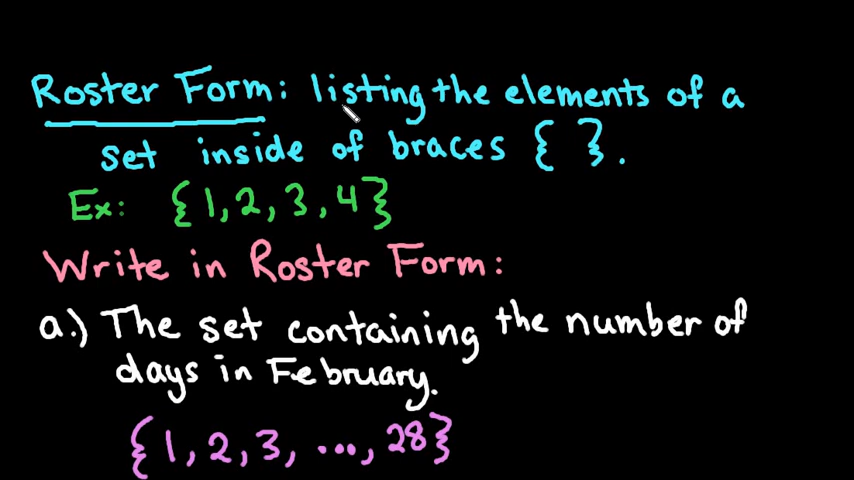 Roster Form: listing the elements of a
set inside of braces { }.
Ex: {1, 2, 3, 4}
Write in Roster Form:
a.) The set containing the number of
days in February.
{1, 2, 3, ..., 28}